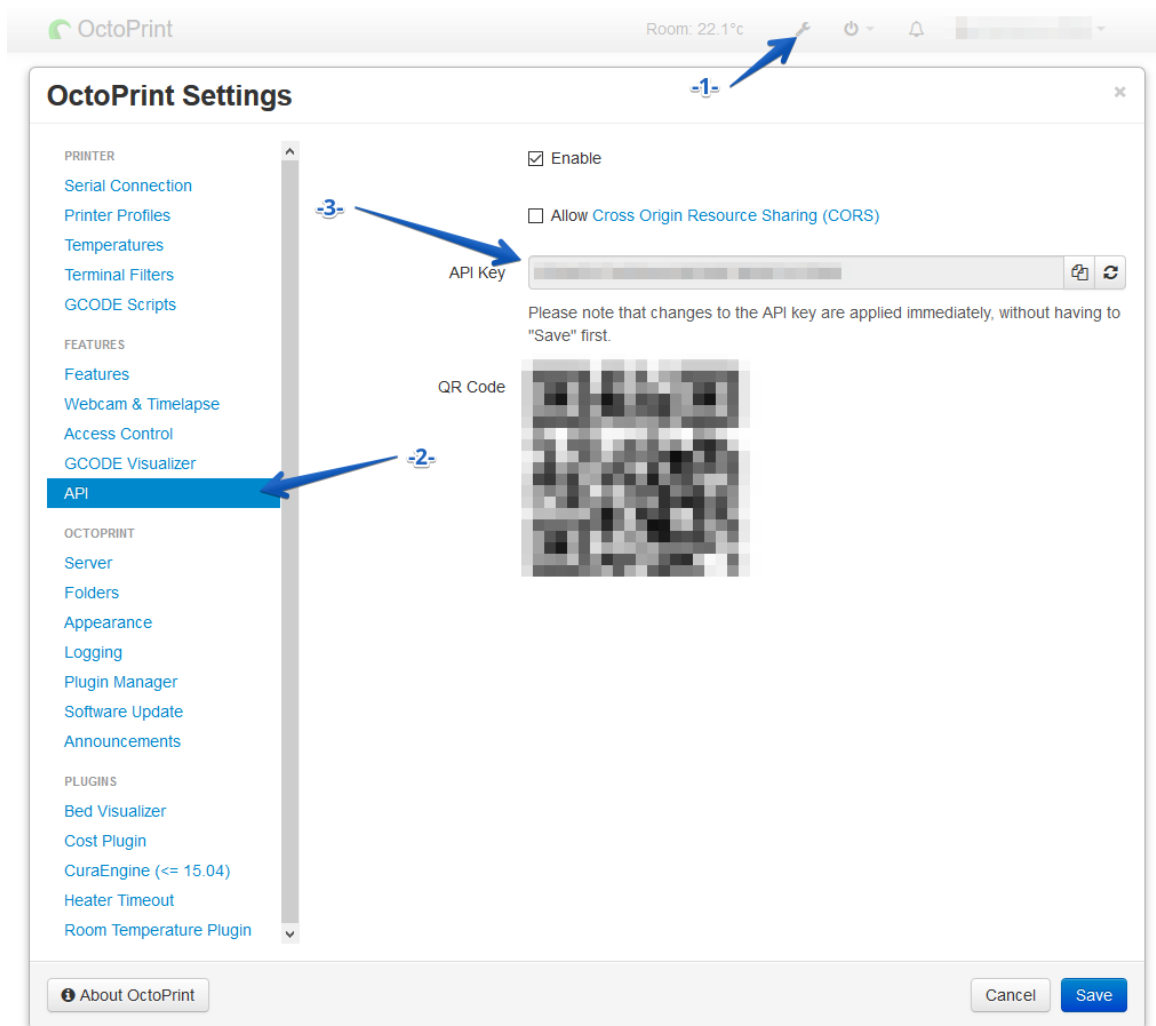 OctoPrint
Room: 22.1°c
-1-
OctoPrint Settings
×
PRINTER
Serial Connection
Printer Profiles
Temperatures
Terminal Filters
GCODE Scripts
FEATURES
Features
Webcam & Timelapse
Access Control
GCODE Visualizer
API
OCTOPRINT
Server
Folders
Appearance
Logging
Plugin Manager
Software Update
Announcements
PLUGINS
Bed Visualizer
Cost Plugin
CuraEngine (<= 15.04)
Heater Timeout
Room Temperature Plugin
Enable
-3-
Allow Cross Origin Resource Sharing (CORS)
API Key
Please note that changes to the API key are applied immediately, without having to
"Save" first.
QR Code
-2-
About OctoPrint
Cancel
Save